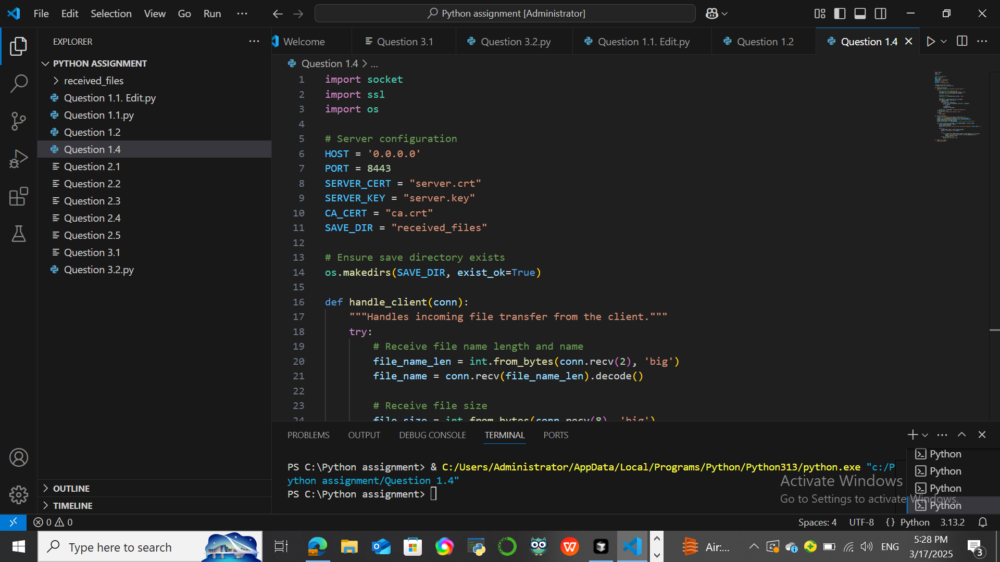 File Edit Selection View Go Run ...
Python assignment [Administrator]
EXPLORER
Welcome
Question 3.1
Question 3.2.py
Question 1.1. Edit.py
Question 1.2
Question 1.4
PYTHON ASSIGNMENT
received_files
Question 1.1. Edit.py
Question 1.1.py
Question 1.2
Question 1.4
Question 2.1
Question 2.2
Question 2.3
Question 2.4
Question 2.5
Question 3.1
Question 3.2.py
OUTLINE
TIMELINE
Question 1.4 > ...
1 import socket
2 import ssl
3 import os
4
5 # Server configuration
6 HOST = '0.0.0.0'
7 PORT = 8443
8 SERVER_CERT = "server.crt"
9 SERVER_KEY = "server.key"
10 CA_CERT = "ca.crt"
11 SAVE_DIR = "received_files"
12
13 # Ensure save directory exists
14 os.makedirs(SAVE_DIR, exist_ok=True)
15
16 def handle_client(conn):
17 """Handles incoming file transfer from the client."""
18 try:
19 # Receive file name length and name
20 file_name_len = int.from_bytes(conn.recv(2), 'big')
21 file_name = conn.recv(file_name_len).decode()
22
23 # Receive file size
24 file_size = int.from_bytes(conn.recv(8), 'big')
PROBLEMS OUTPUT DEBUG CONSOLE TERMINAL PORTS
PS C:\Python assignment> & C:/Users/Administrator/AppData/Local/Programs/Python/Python313/python.exe "c:/P
ython assignment/Question 1.4"
PS C:\Python assignment>
Python
Python
Python
Python
Activate Windows
Go to Settings to activate Windows.
0 0
Spaces: 4 UTF-8 {} Python 3.13.2
Type here to search
Air:...
ENG
5:28 PM
3/17/2025
3